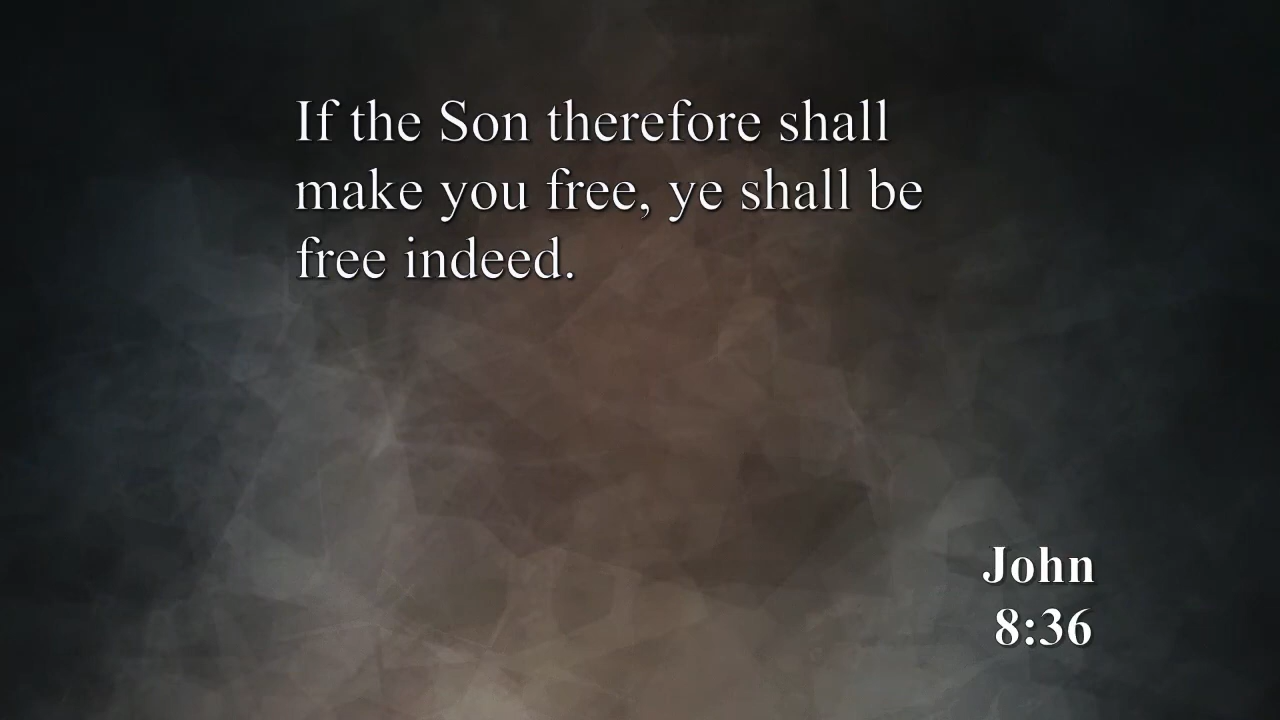 If the Son therefore shall
make you free, ye shall be
free indeed.
John
8:36